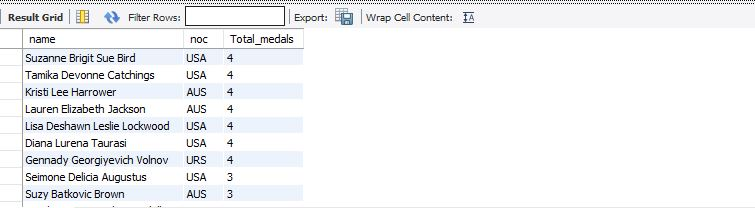 Result Grid Filter Rows: Export: Wrap Cell Content: IA
name noc Total_medals
Suzanne Brigit Sue Bird USA 4
Tamika Devonne Catchings USA 4
Kristi Lee Harrower AUS 4
Lauren Elizabeth Jackson AUS 4
Lisa Deshawn Leslie Lockwood USA 4
Diana Lurena Taurasi USA 4
Gennady Georgiyevich Volnov URS 4
Seimone Delicia Augustus USA 3
Suzy Batkovic Brown AUS 3